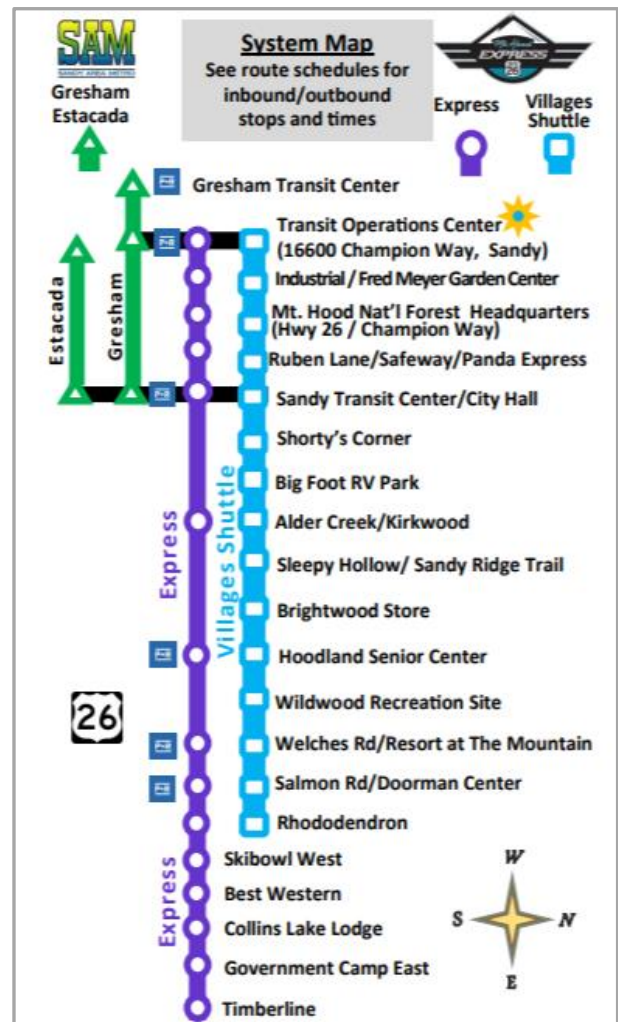 SAM
SANDY AREA METRO
Gresham
Estacada
System Map
See route schedules for
inbound/outbound
stops and times
Mt. Hood
EXPRESS
26
Express
Villages
Shuttle
Gresham Transit Center
Transit Operations Center
(16600 Champion Way, Sandy)
Industrial / Fred Meyer Garden Center
Mt. Hood Nat'l Forest Headquarters
(Hwy 26 / Champion Way)
Ruben Lane/Safeway/Panda Express
Estacada
Gresham
Sandy Transit Center/City Hall
Shorty's Corner
Big Foot RV Park
Alder Creek/Kirkwood
Express
Villages Shuttle
Sleepy Hollow/ Sandy Ridge Trail
Brightwood Store
Hoodland Senior Center
Wildwood Recreation Site
26
Welches Rd/Resort at The Mountain
Salmon Rd/Doorman Center
Rhododendron
Skibowl West
Best Western
Express
Collins Lake Lodge
Government Camp East
Timberline
W
S
N
E